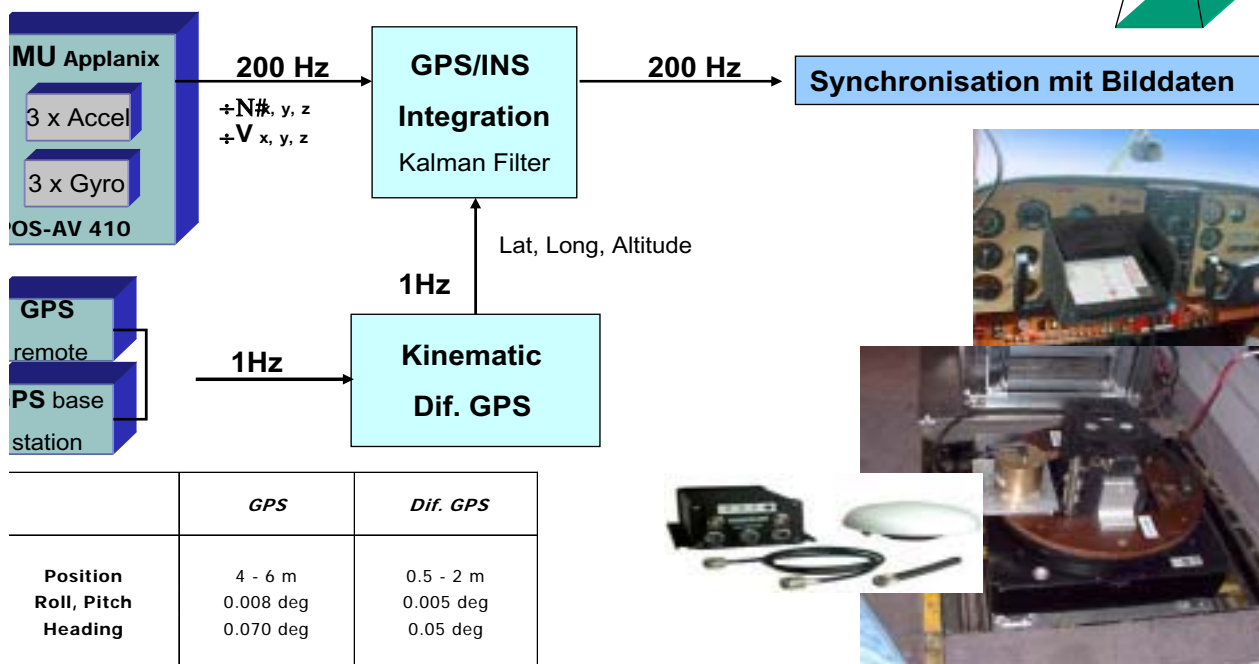 MU Applanix
3 x Accel
3 x Gyro
POS-AV 410
200 Hz
÷N#x, y, z
÷V x, y, z
GPS/INS
Integration
Kalman Filter
200 Hz
Synchronisation mit Bilddaten
Lat, Long, Altitude
1Hz
GPS
remote
GPS base
station
1Hz
Kinematic
Dif. GPS
GPS Dif. GPS
Position 4 - 6 m 0.5 - 2 m
Roll, Pitch 0.008 deg 0.005 deg
Heading 0.070 deg 0.05 deg